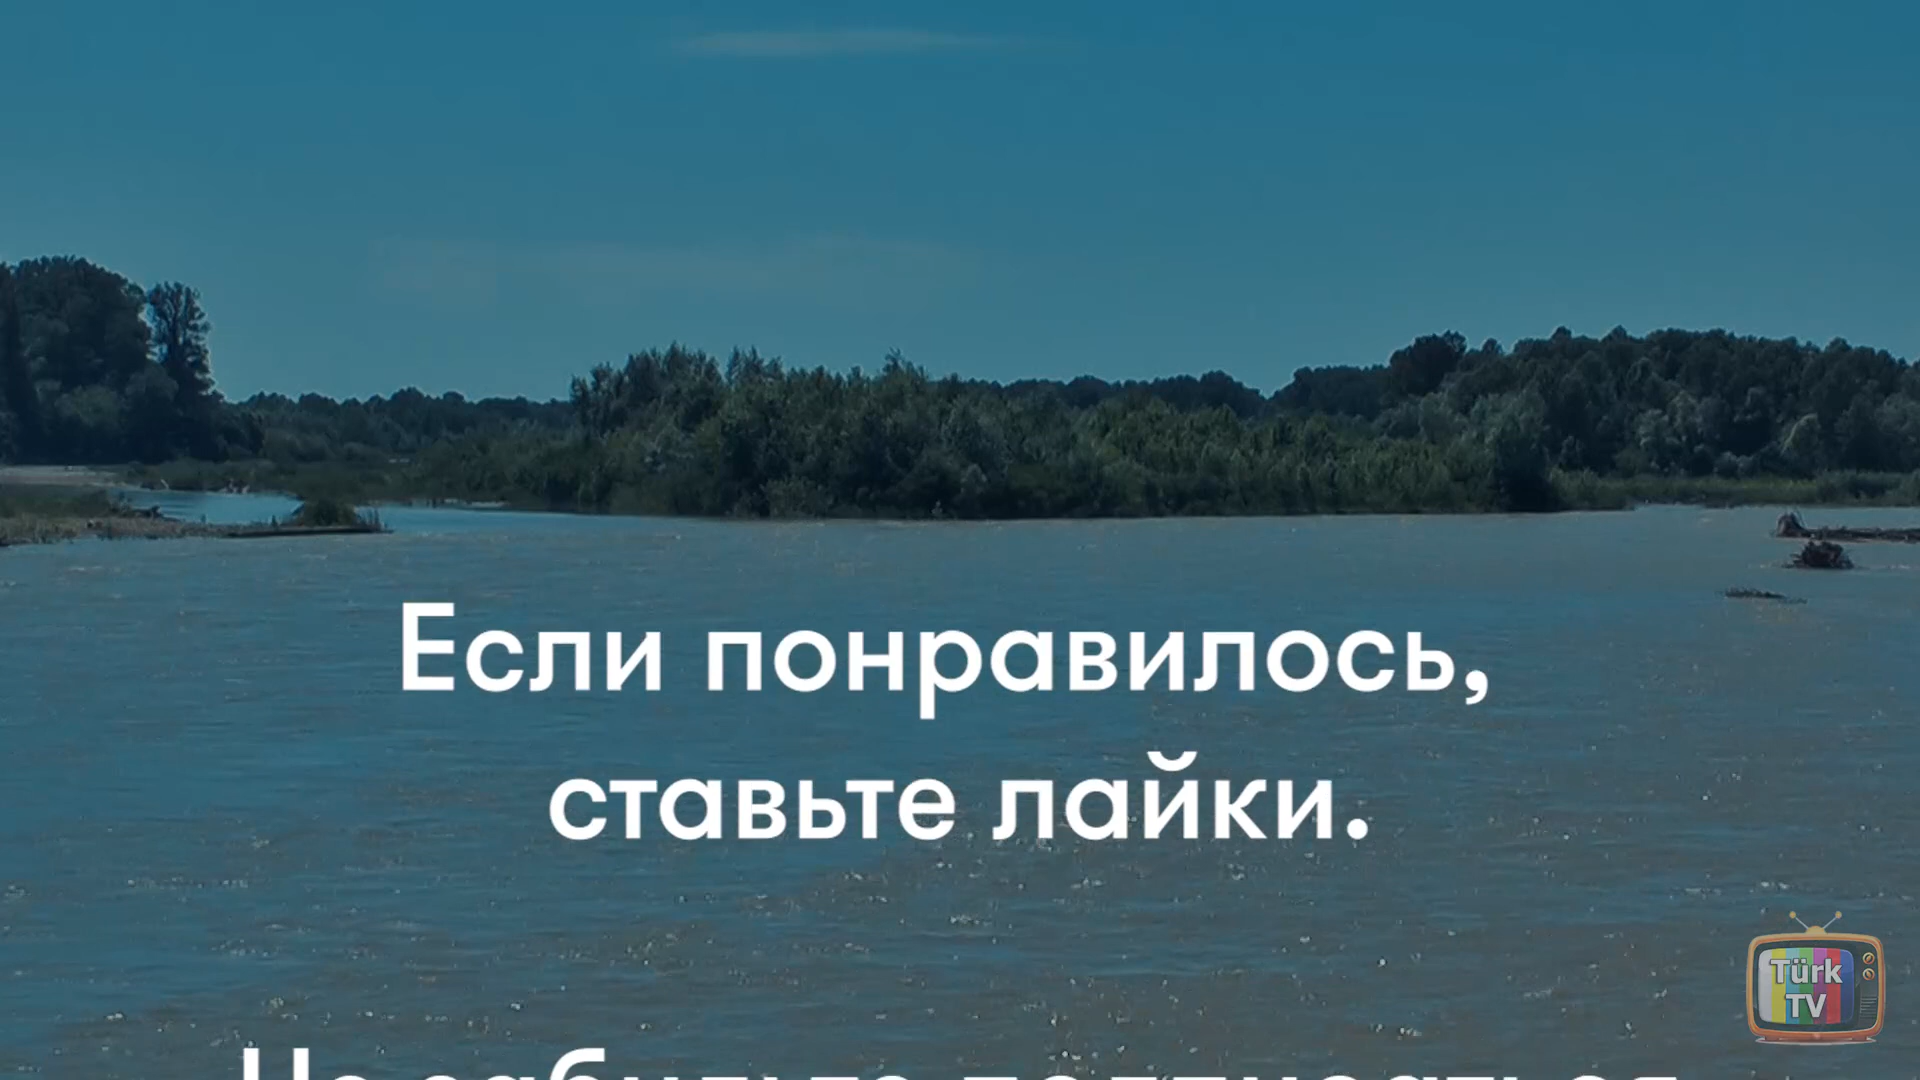 Если понравилось,
ставьте лайки.
Türk
TV